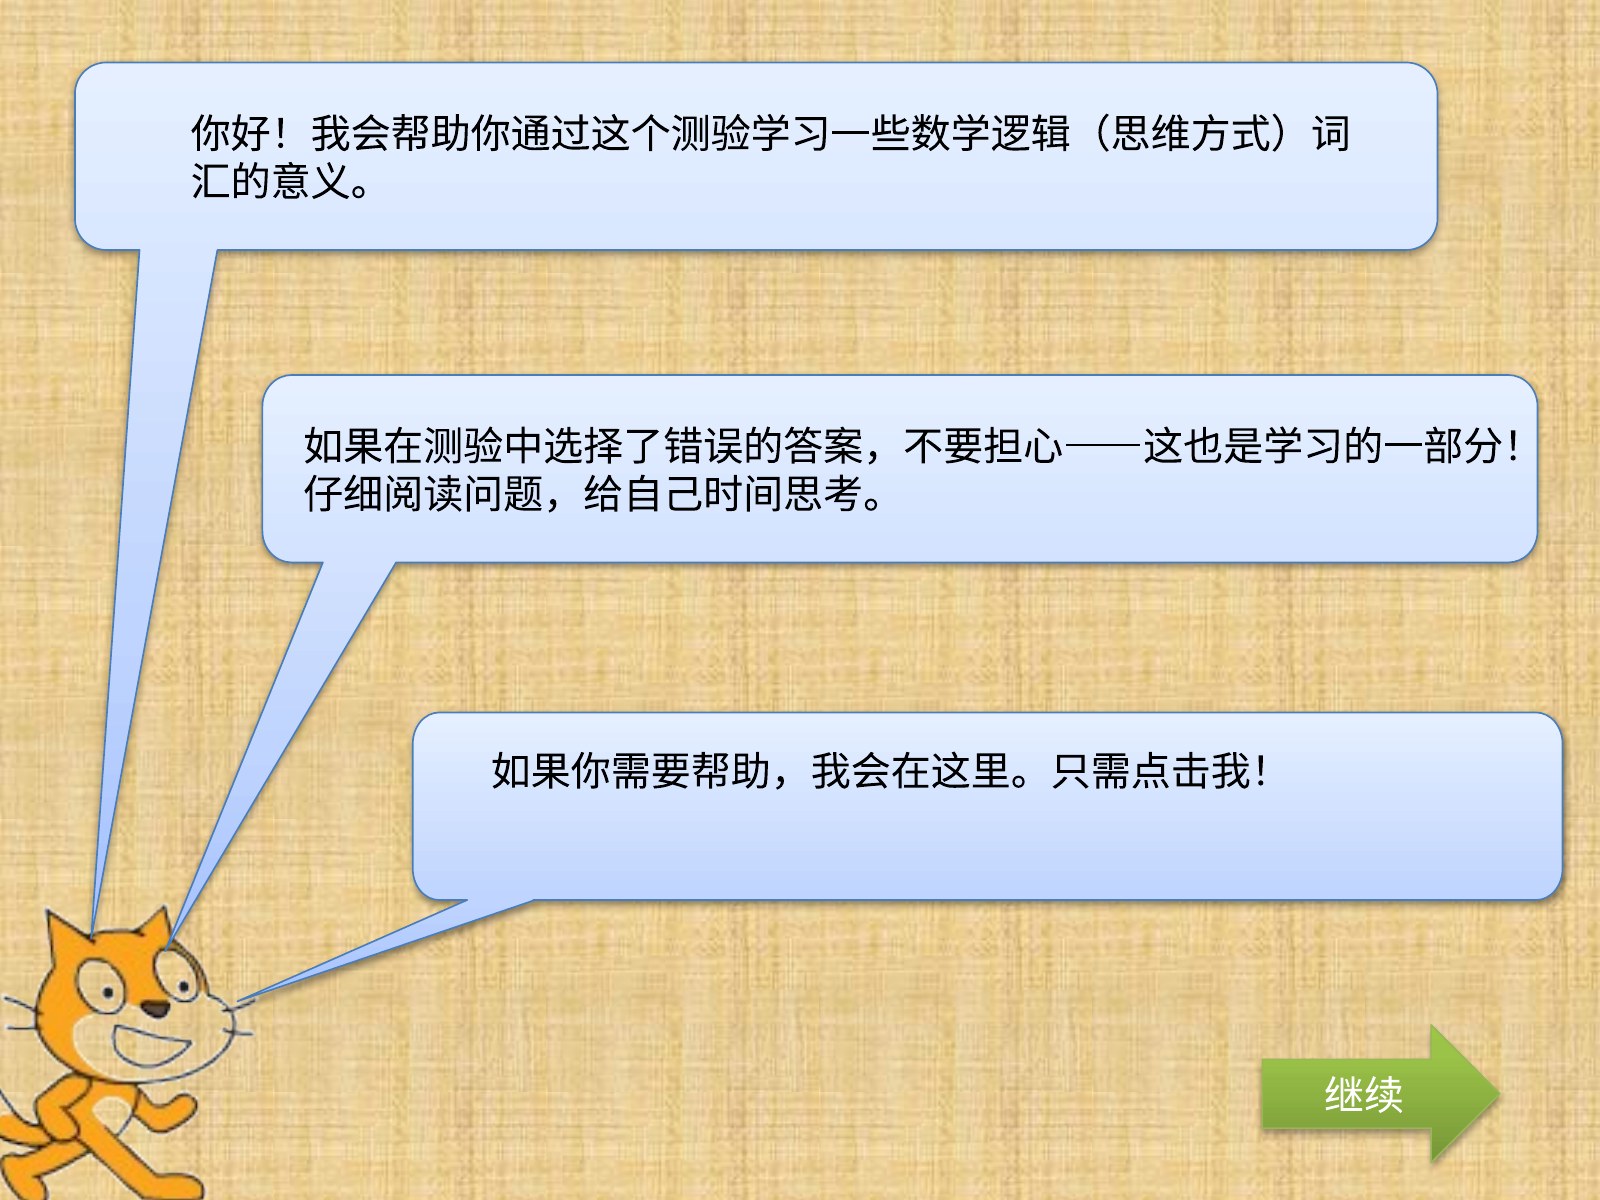 你好！我会帮助你通过这个测验学习一些数学逻辑（思维方式）词
汇的意义。
如果在测验中选择了错误的答案，不要担心——这也是学习的一部分！
仔细阅读问题，给自己时间思考。
如果你需要帮助，我会在这里。只需点击我！
继续